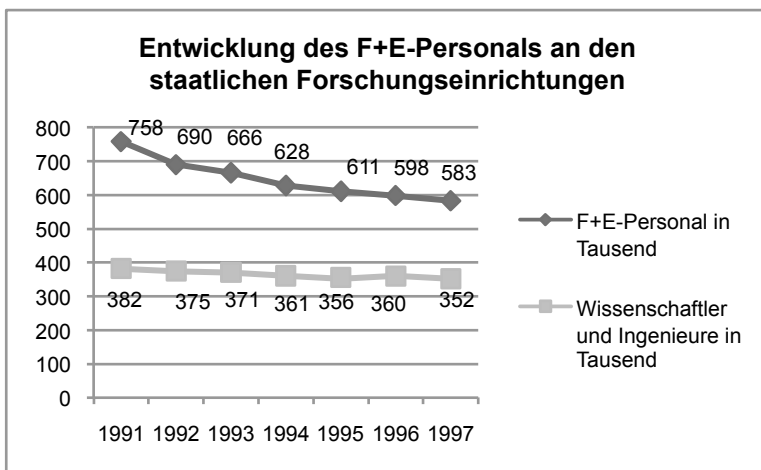 Entwicklung des F+E-Personals an den
staatlichen Forschungseinrichtungen
800
700
600
500
400
300
200
100
0
758
690
666
628
611
598
583
382
375
371
361
356
360
352
1991 1992 1993 1994 1995 1996 1997
F+E-Personal in
Tausend
Wissenschaftler
und Ingenieure in
Tausend